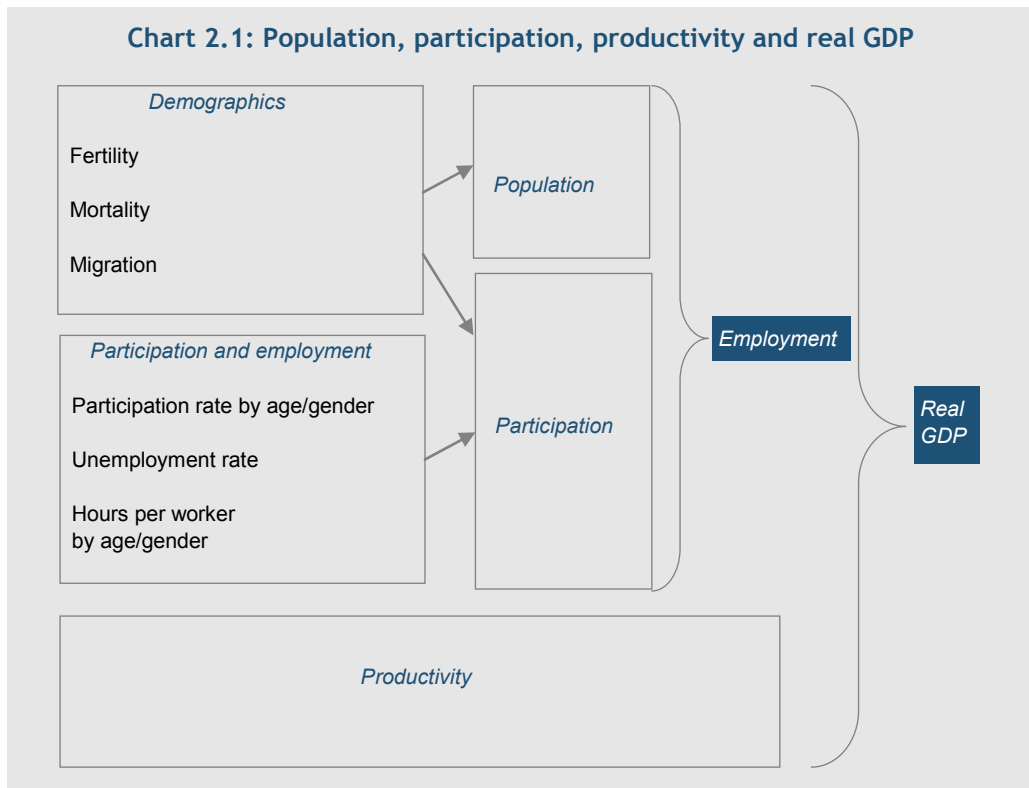 Chart 2.1: Population, participation, productivity and real GDP
Demographics
Fertility
Mortality
Migration
Population
Participation and employment
Participation rate by age/gender
Unemployment rate
Hours per worker
by age/gender
Participation
Employment
Productivity
Real
GDP